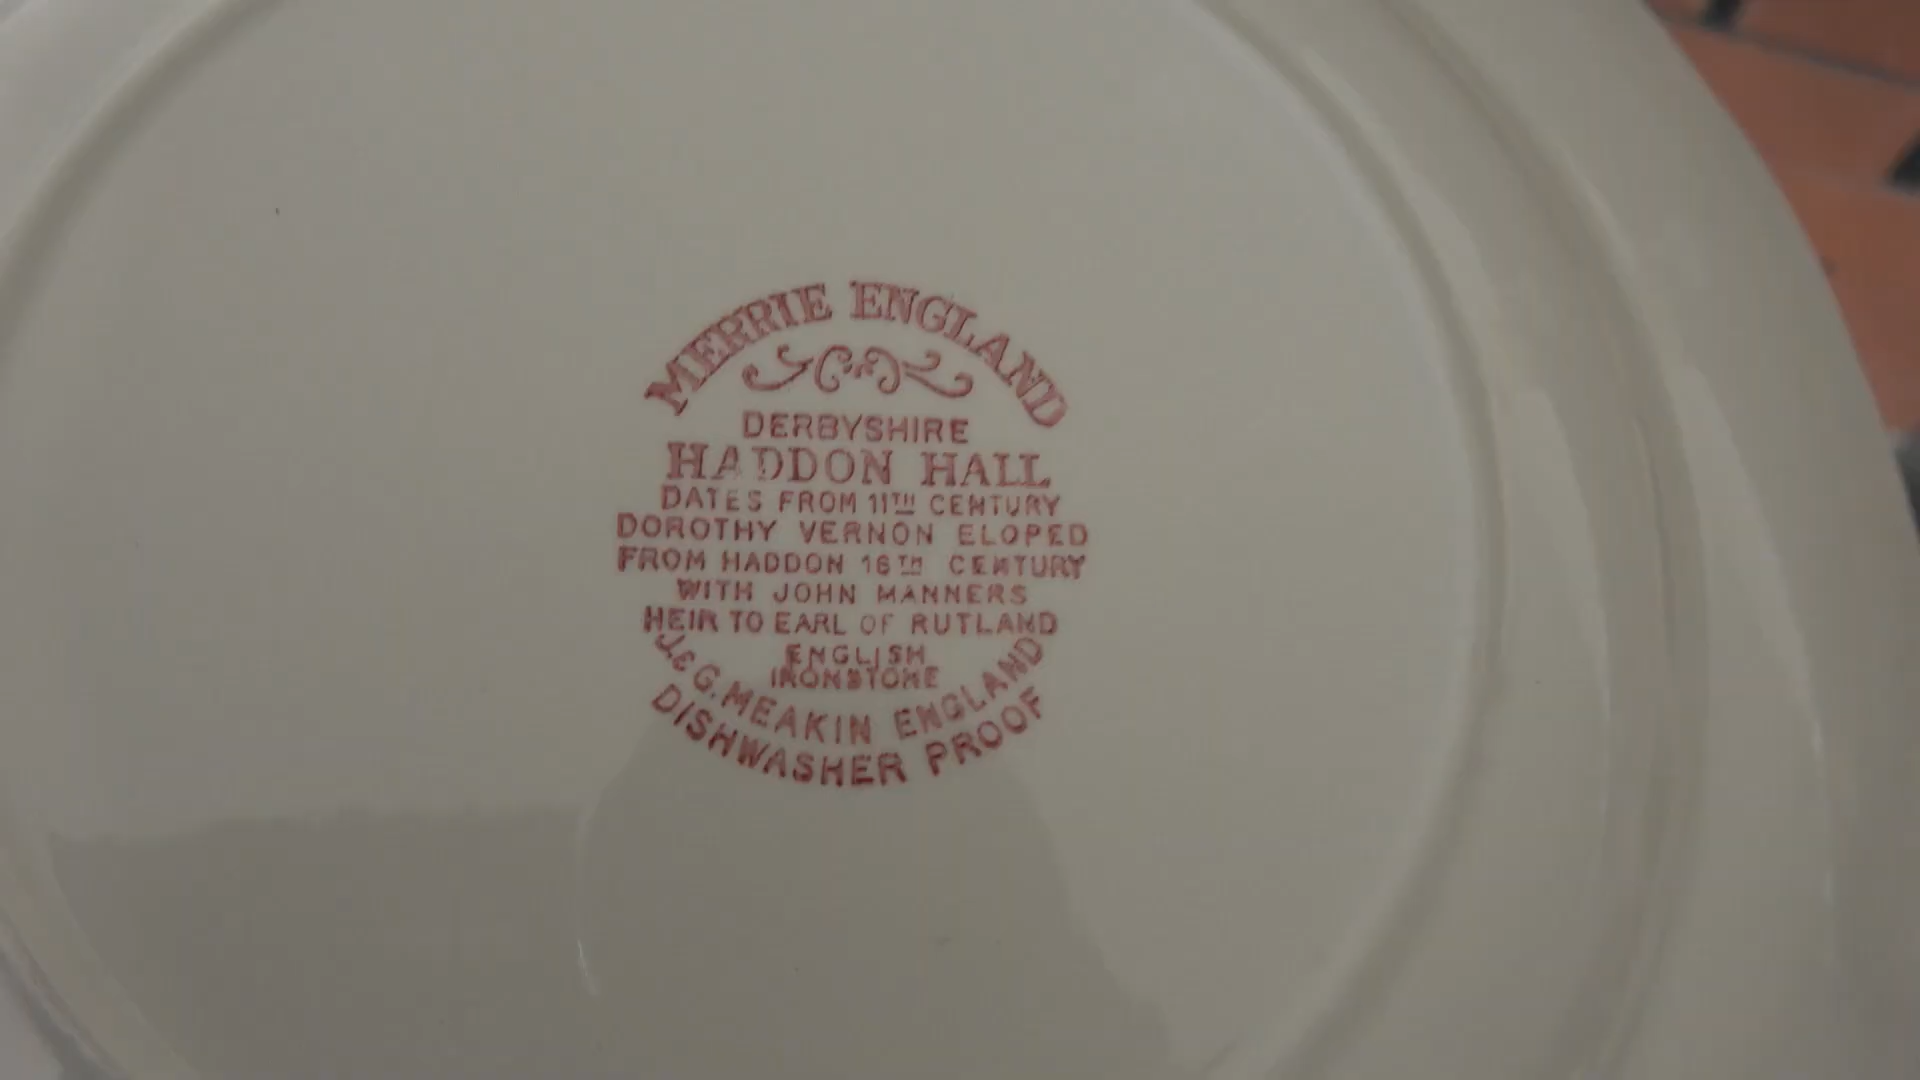 MERRIE ENGLAND
DERBYSHIRE
HADDON HALL
DATES FROM 11TH CENTURY
DOROTHY VERNON ELOPED
FROM HADDON 16TH CENTURY
WITH JOHN MANNERS
HEIR TO EARL OF RUTLAND
ENGLISH
IRONSTONE
J. & G. MEAKIN ENGLAND
DISHWASHER PROOF